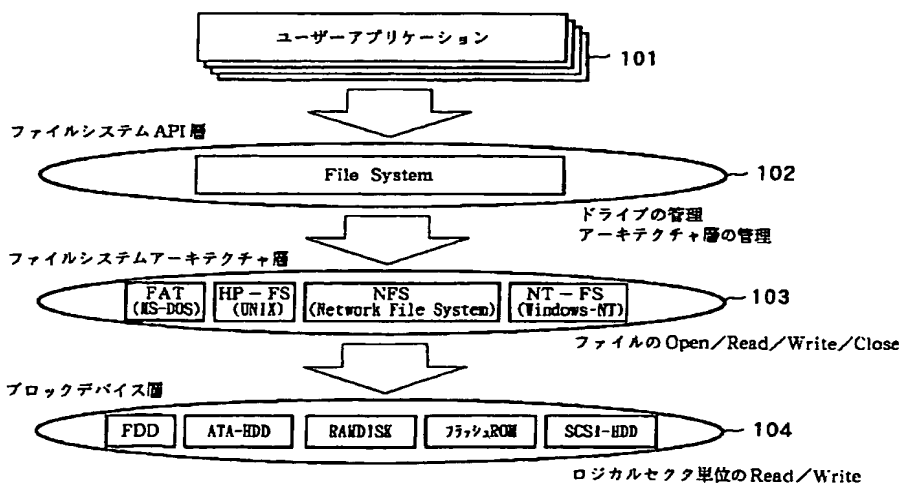 ユーザーアプリケーション
101
ファイルシステムAPI層
File System
102
ドライブの管理
アーキテクチャ層の管理
ファイルシステムアーキテクチャ層
FAT
(MS-DOS)
HP-FS
(UNIX)
NFS
(Network File System)
NT-FS
(Windows-NT)
103
ファイルのOpen/Read/Write/Close
ブロックデバイス層
FDD
ATA-HDD
RAMDISK
フラッシュROM
SCSI-HDD
104
ロジカルセクタ単位のRead/Write